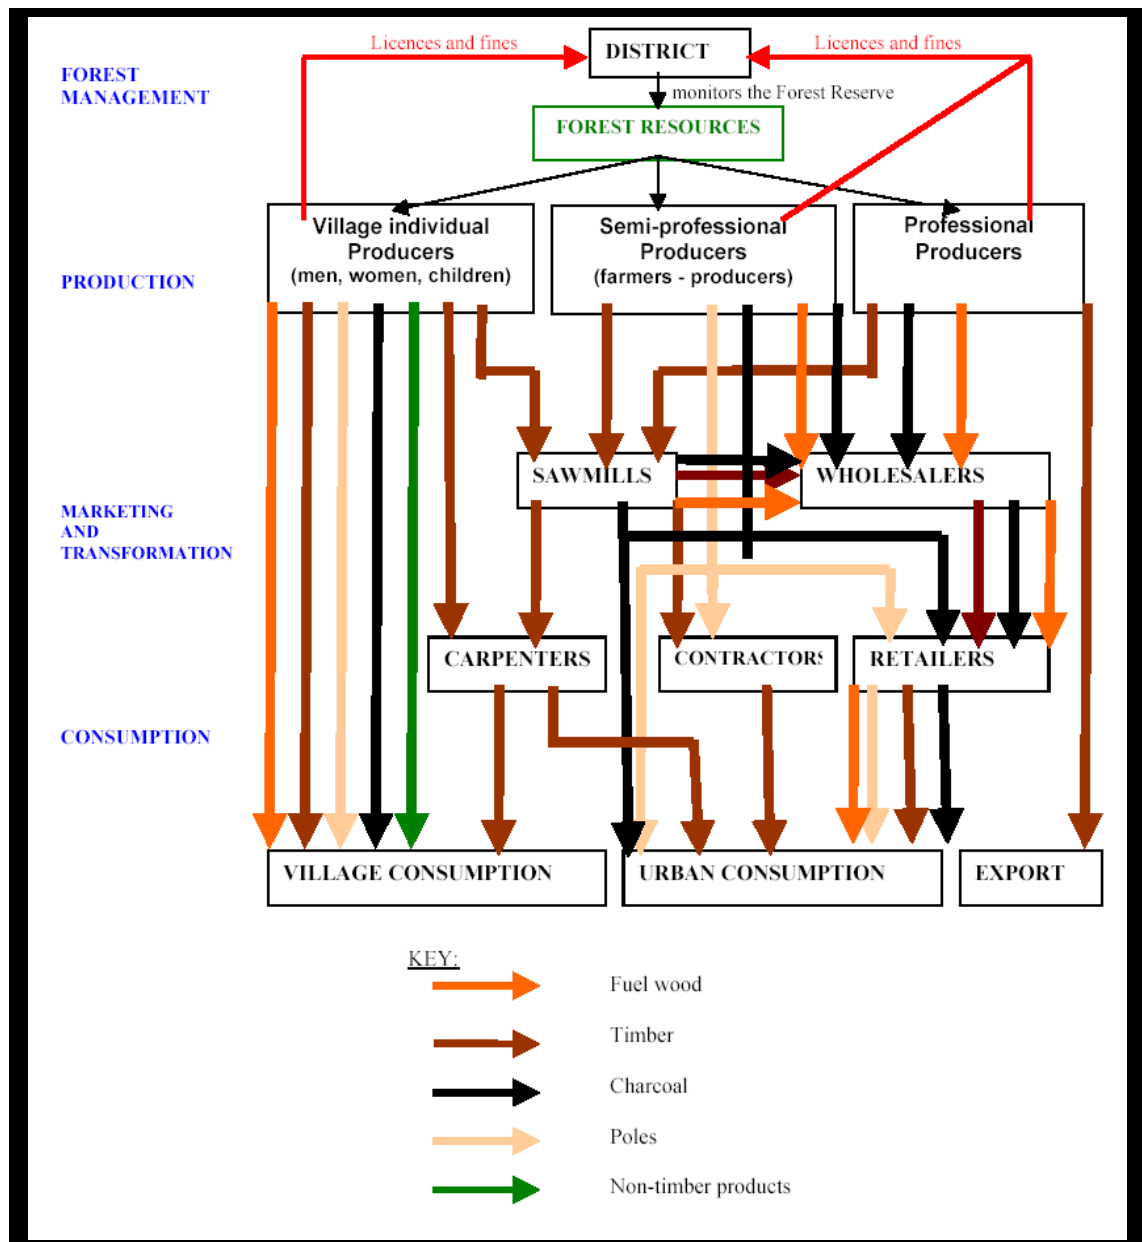 Licences and fines
DISTRICT
Licences and fines
FOREST
MANAGEMENT
monitors the Forest Reserve
FOREST RESOURCES
Village individual
Producers
(men, women, children)
Semi-professional
Producers
(farmers - producers)
Professional
Producers
PRODUCTION
SAWMILLS
WHOLESALERS
MARKETING
AND
TRANSFORMATION
CARPENTERS
CONTRACTORS
RETAILERS
CONSUMPTION
VILLAGE CONSUMPTION
URBAN CONSUMPTION
EXPORT
KEY:
Fuel wood
Timber
Charcoal
Poles
Non-timber products